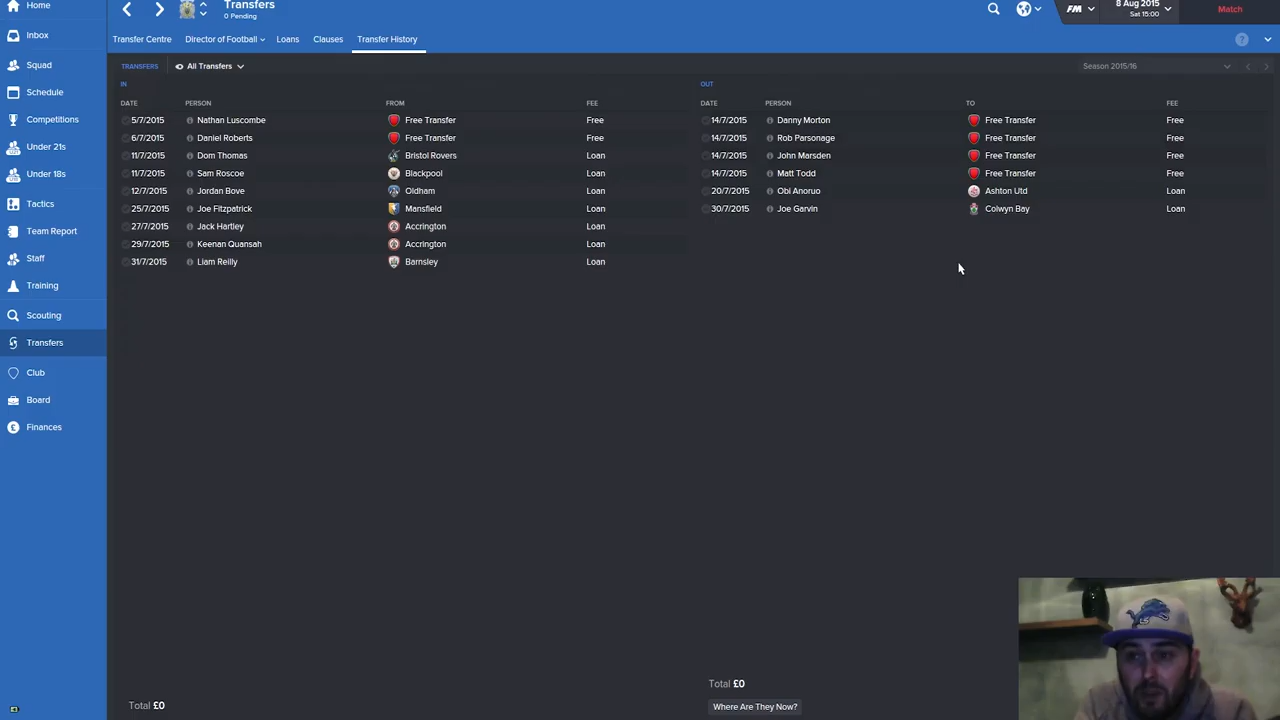 Home
Inbox
Squad
Schedule
Competitions
Under 21s
Under 18s
Tactics
Team Report
Staff
Training
Scouting
Transfers
Club
Board
Finances
Transfers
0 Pending
FM
8 Aug 2015
Sat 15:00
Match
Transfer Centre Director of Football Loans Clauses Transfer History
?
TRANSFERS All Transfers
Season 2015/16
IN
DATE PERSON FROM FEE
5/7/2015 Nathan Luscombe Free Transfer Free
6/7/2015 Daniel Roberts Free Transfer Free
11/7/2015 Dom Thomas Bristol Rovers Loan
11/7/2015 Sam Roscoe Blackpool Loan
12/7/2015 Jordan Bove Oldham Loan
25/7/2015 Joe Fitzpatrick Mansfield Loan
27/7/2015 Jack Hartley Accrington Loan
29/7/2015 Keenan Quansah Accrington Loan
31/7/2015 Liam Reilly Barnsley Loan
Total £0
OUT
DATE PERSON TO FEE
14/7/2015 Danny Morton Free Transfer Free
14/7/2015 Rob Parsonage Free Transfer Free
14/7/2015 John Marsden Free Transfer Free
14/7/2015 Matt Todd Free Transfer Free
20/7/2015 Obi Anoruo Ashton Utd Loan
30/7/2015 Joe Garvin Colwyn Bay Loan
Total £0
Where Are They Now?